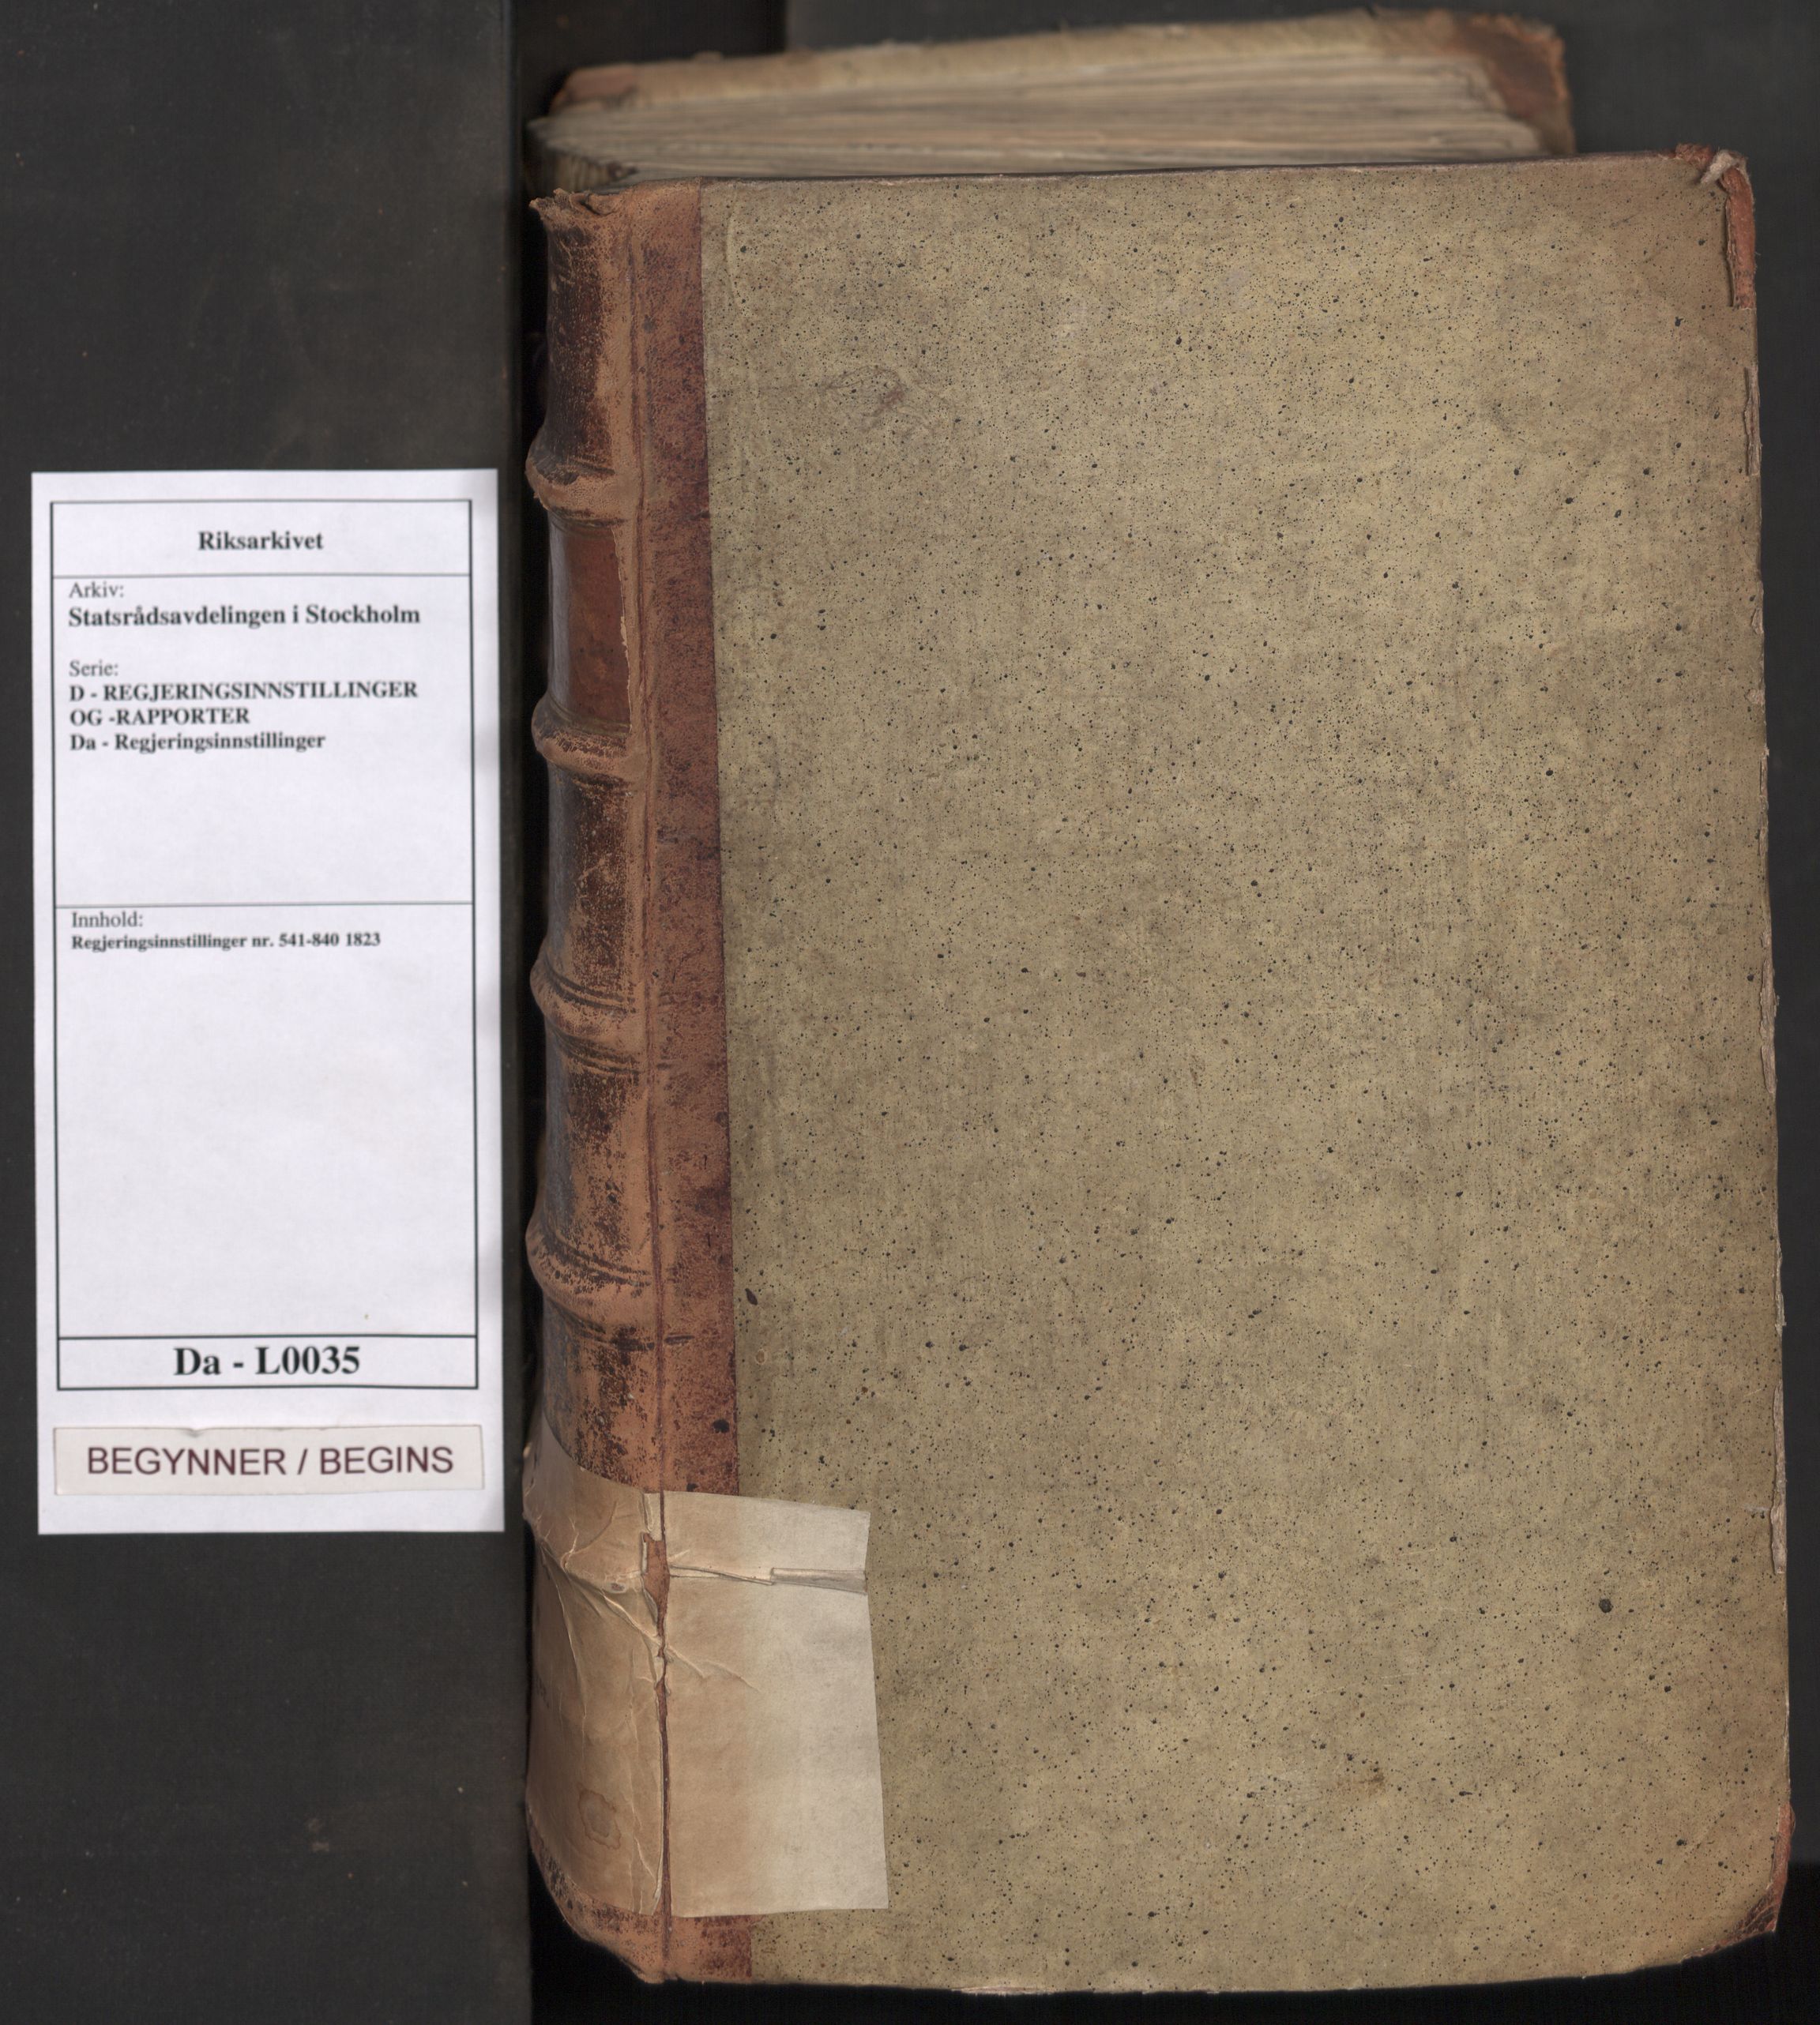 Riksarkivet
Arkiv:
Statsrådsavdelingen i Stockholm
Serie:
D - REGJERINGSINNSTILLINGER
OG -RAPPORTER
Da - Regjeringsinnstillinger
Innhold:
Regjeringsinnstillinger nr. 541-840 1823
Da - L0035
BEGYNNER / BEGINS